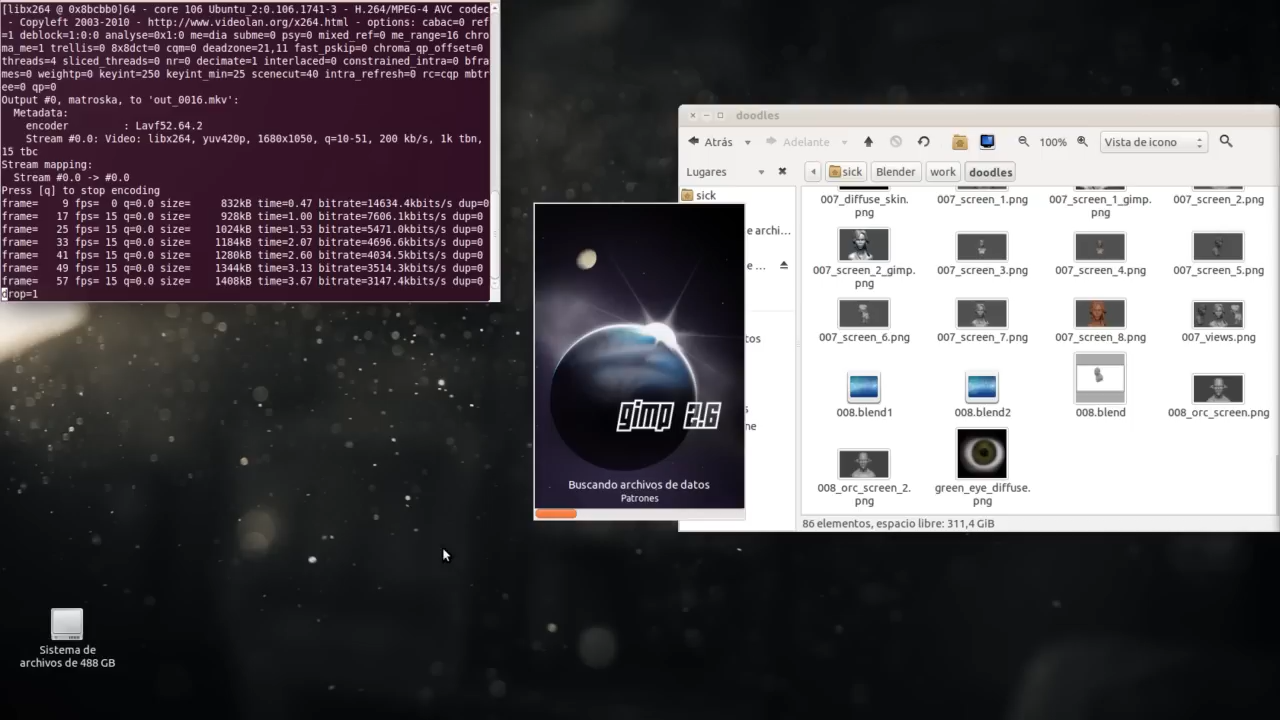 [libx264 @ 0x8bcbb0]64 - core 106 Ubuntu_2:0.106.1741-3 - H.264/MPEG-4 AVC codec
- Copyleft 2003-2010 - http://www.videolan.org/x264.html - options: cabac=0 ref
=1 deblock=1:0:0 analyse=0x1:0 me=dia subme=0 psy=0 mixed_ref=0 me_range=16 chro
ma_me=1 trellis=0 8x8dct=0 cqm=0 deadzone=21,11 fast_pskip=0 chroma_qp_offset=0
threads=4 sliced_threads=0 nr=0 decimate=1 interlaced=0 constrained_intra=0 bfra
mes=0 weightp=0 keyint=250 keyint_min=25 scenecut=40 intra_refresh=0 rc=cqp mbtr
ee=0 qp=0
Output #0, matroska, to 'out_0016.mkv':
Metadata:
encoder : Lavf52.64.2
Stream #0.0: Video: libx264, yuv420p, 1680x1050, q=10-51, 200 kb/s, 1k tbn,
15 tbc
Stream mapping:
Stream #0.0 -> #0.0
Press [q] to stop encoding
frame= 9 fps= 0 q=0.0 size= 832kB time=0.47 bitrate=14634.4kbits/s dup=0
frame= 17 fps= 15 q=0.0 size= 928kB time=1.00 bitrate=7606.1kbits/s dup=0
frame= 25 fps= 15 q=0.0 size= 1024kB time=1.53 bitrate=5471.0kbits/s dup=0
frame= 33 fps= 15 q=0.0 size= 1184kB time=2.07 bitrate=4696.6kbits/s dup=0
frame= 41 fps= 15 q=0.0 size= 1280kB time=2.60 bitrate=4034.5kbits/s dup=0
frame= 49 fps= 15 q=0.0 size= 1344kB time=3.13 bitrate=3514.3kbits/s dup=0
frame= 57 fps= 15 q=0.0 size= 1408kB time=3.67 bitrate=3147.4kbits/s dup=0
drop=1
doodles
Atrás Adelante 100% Vista de icono
Lugares sick Blender work doodles
sick
e archi...
e ...
tos
s
ne
007_diffuse_skin.png
007_screen_1.png
007_screen_1_gimp.png
007_screen_2.png
007_screen_2_gimp.png
007_screen_3.png
007_screen_4.png
007_screen_5.png
007_screen_6.png
007_screen_7.png
007_screen_8.png
007_views.png
008.blend1
008.blend2
008.blend
008_orc_screen.png
008_orc_screen_2.png
green_eye_diffuse.png
86 elementos, espacio libre: 311,4 GiB
gimp 2.6
Buscando archivos de datos
Patrones
Sistema de
archivos de 488 GB